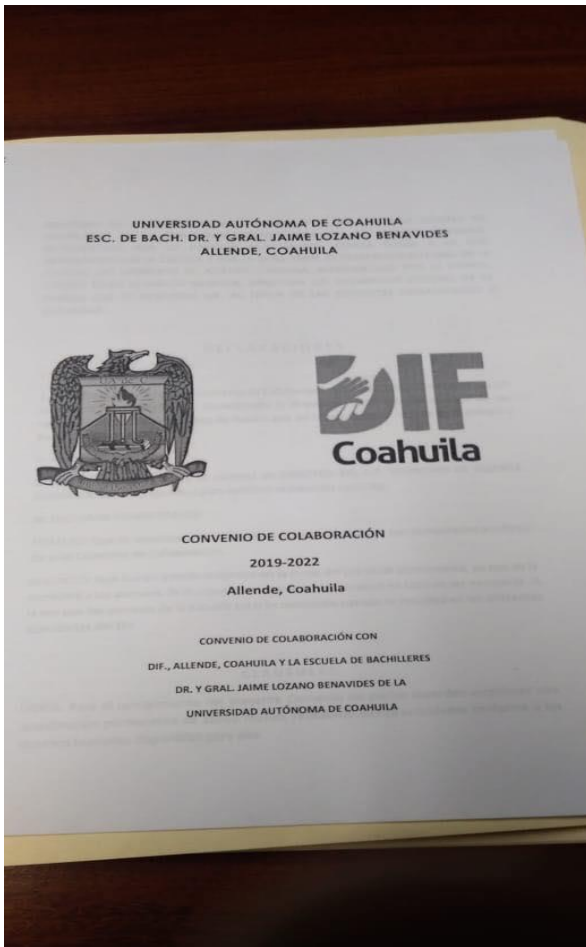 UNIVERSIDAD AUTÓNOMA DE COAHUILA
ESC. DE BACH. DR. Y GRAL. JAIME LOZANO BENAVIDES
ALLENDE, COAHUILA
DIF
Coahuila
CONVENIO DE COLABORACIÓN
2019-2022
Allende, Coahuila
CONVENIO DE COLABORACIÓN CON
DIF., ALLENDE, COAHUILA Y LA ESCUELA DE BACHILLERES
DR. Y GRAL. JAIME LOZANO BENAVIDES DE LA
UNIVERSIDAD AUTÓNOMA DE COAHUILA